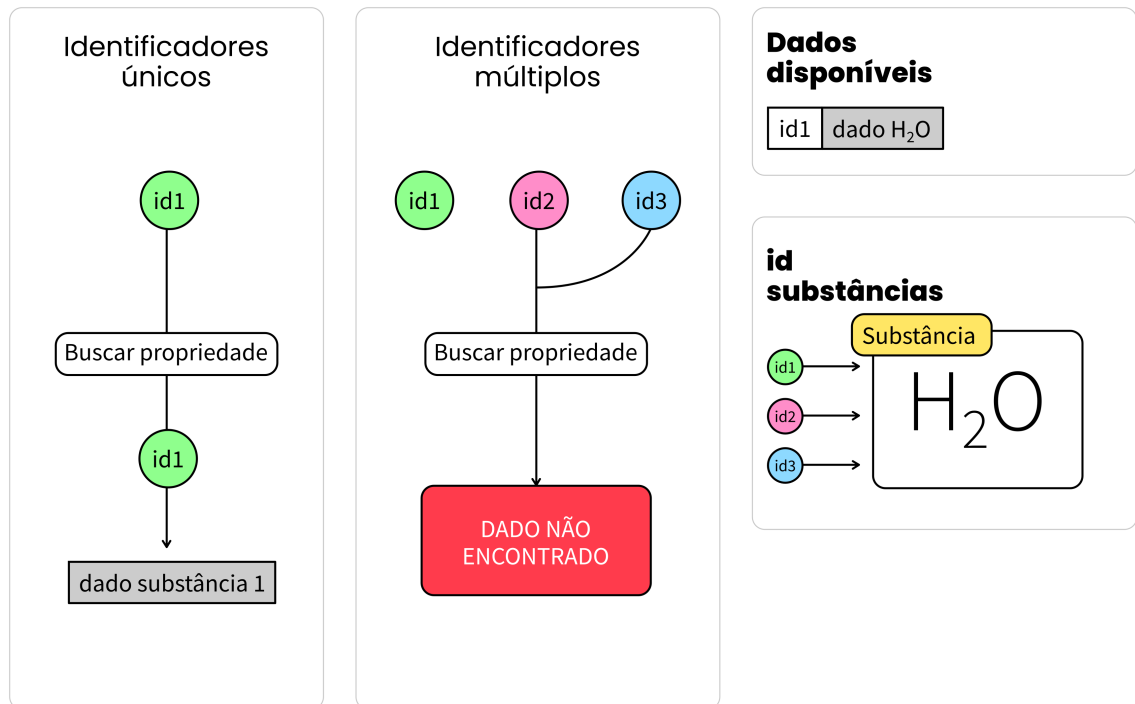 Identificadores
únicos
id1
Buscar propriedade
id1
dado substância 1
Identificadores
múltiplos
id1
id2
id3
Buscar propriedade
DADO NÃO
ENCONTRADO
Dados
disponíveis
id1 dado H₂O
id
substâncias
Substância
id1
id2
id3
H₂O